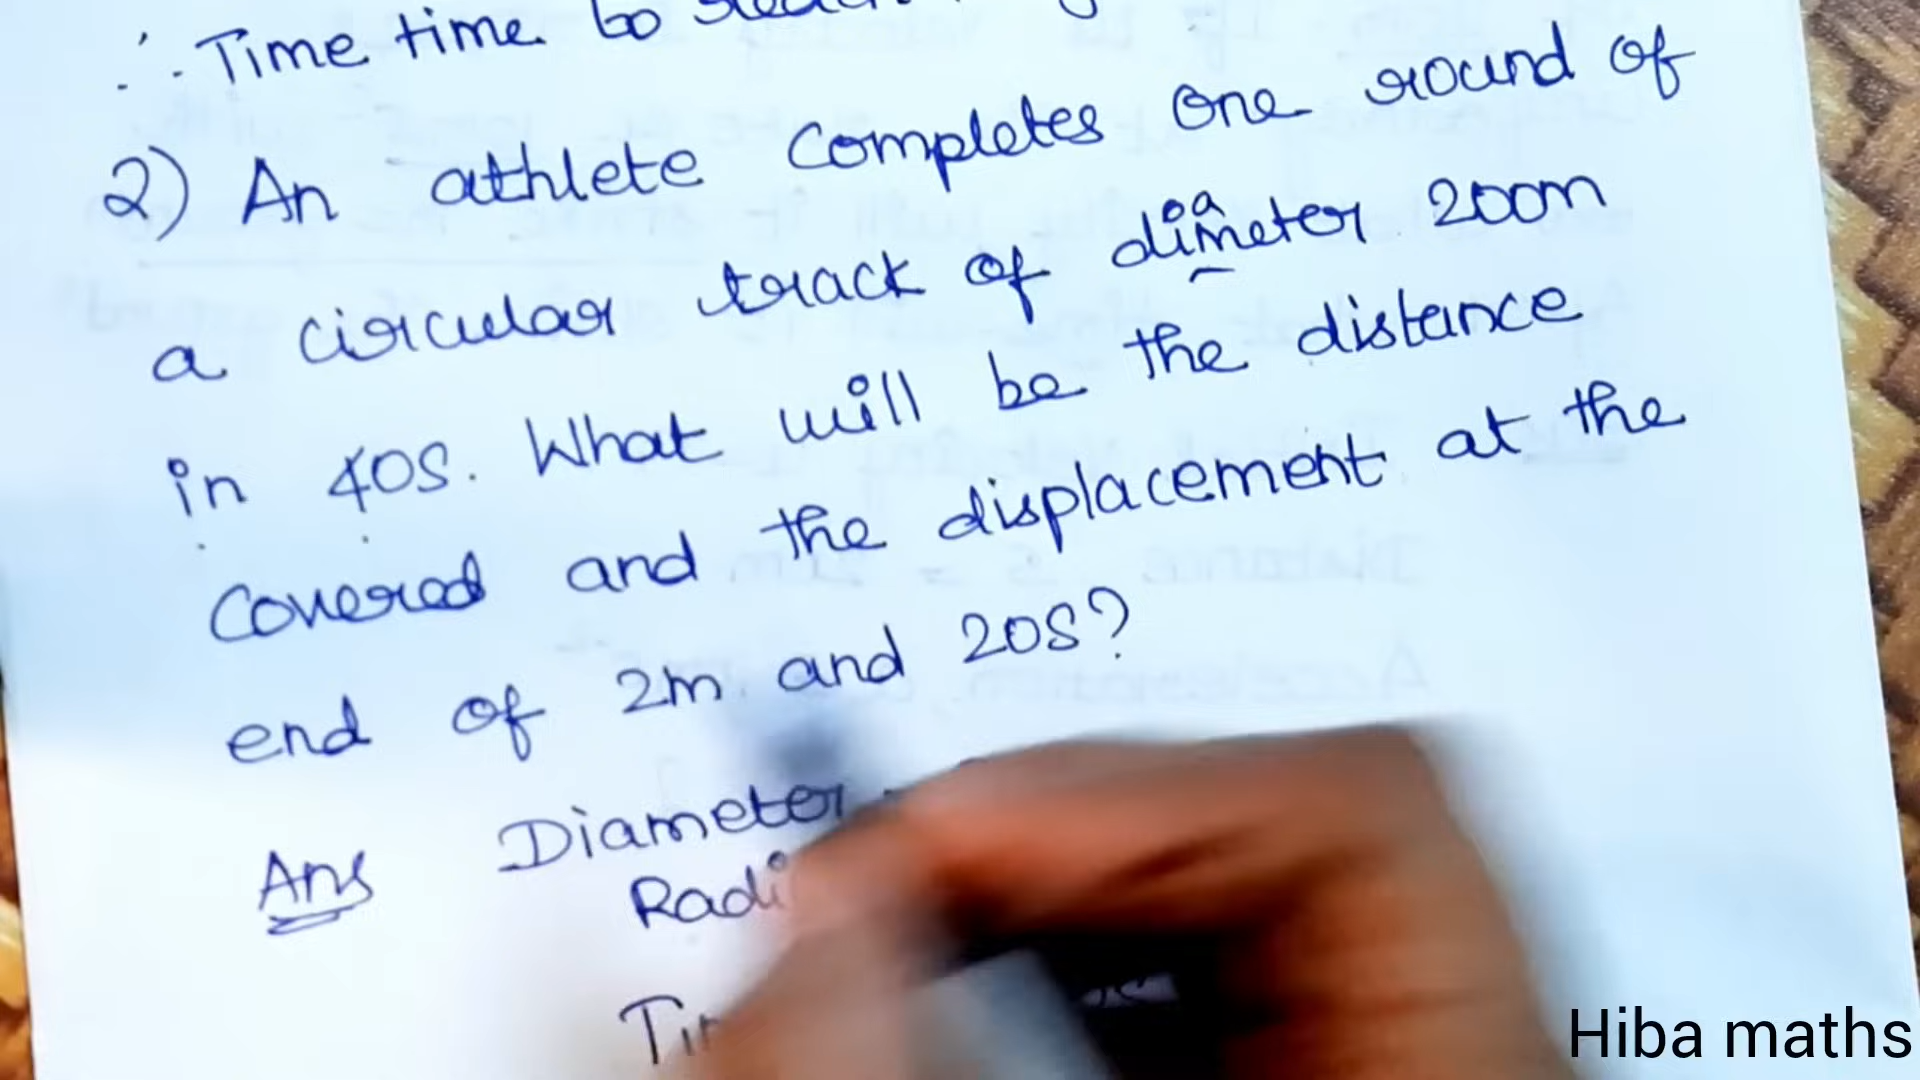 ∴ Time time to
2) An athlete completes one round of
a circular track of diameter 200m
in 40s. What will be the distance
covered and the displacement at the
end of 2m and 20s?
Ans Diameter
Radi
Hiba maths